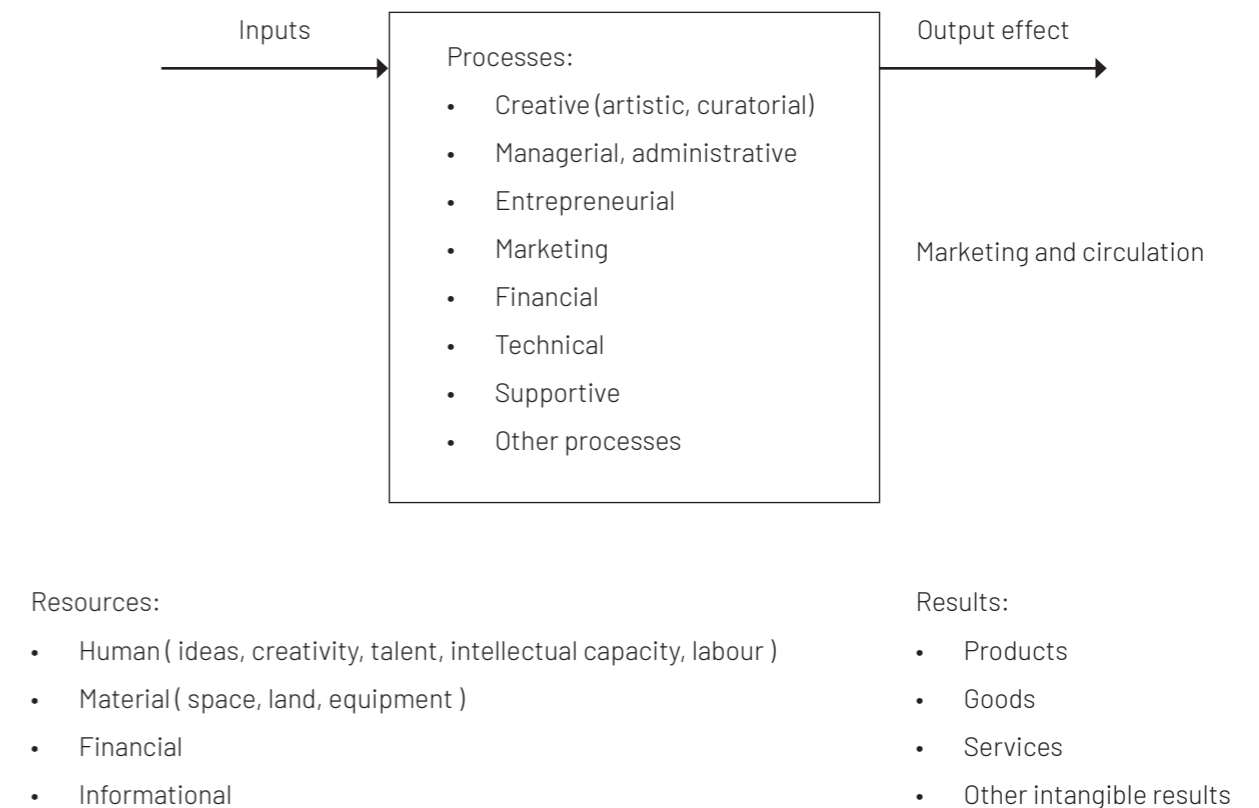 Inputs
Output effect
Processes:
• Creative (artistic, curatorial)
• Managerial, administrative
• Entrepreneurial
• Marketing
• Financial
• Technical
• Supportive
• Other processes
Marketing and circulation
Resources:
• Human ( ideas, creativity, talent, intellectual capacity, labour )
• Material ( space, land, equipment )
• Financial
• Informational
Results:
• Products
• Goods
• Services
• Other intangible results